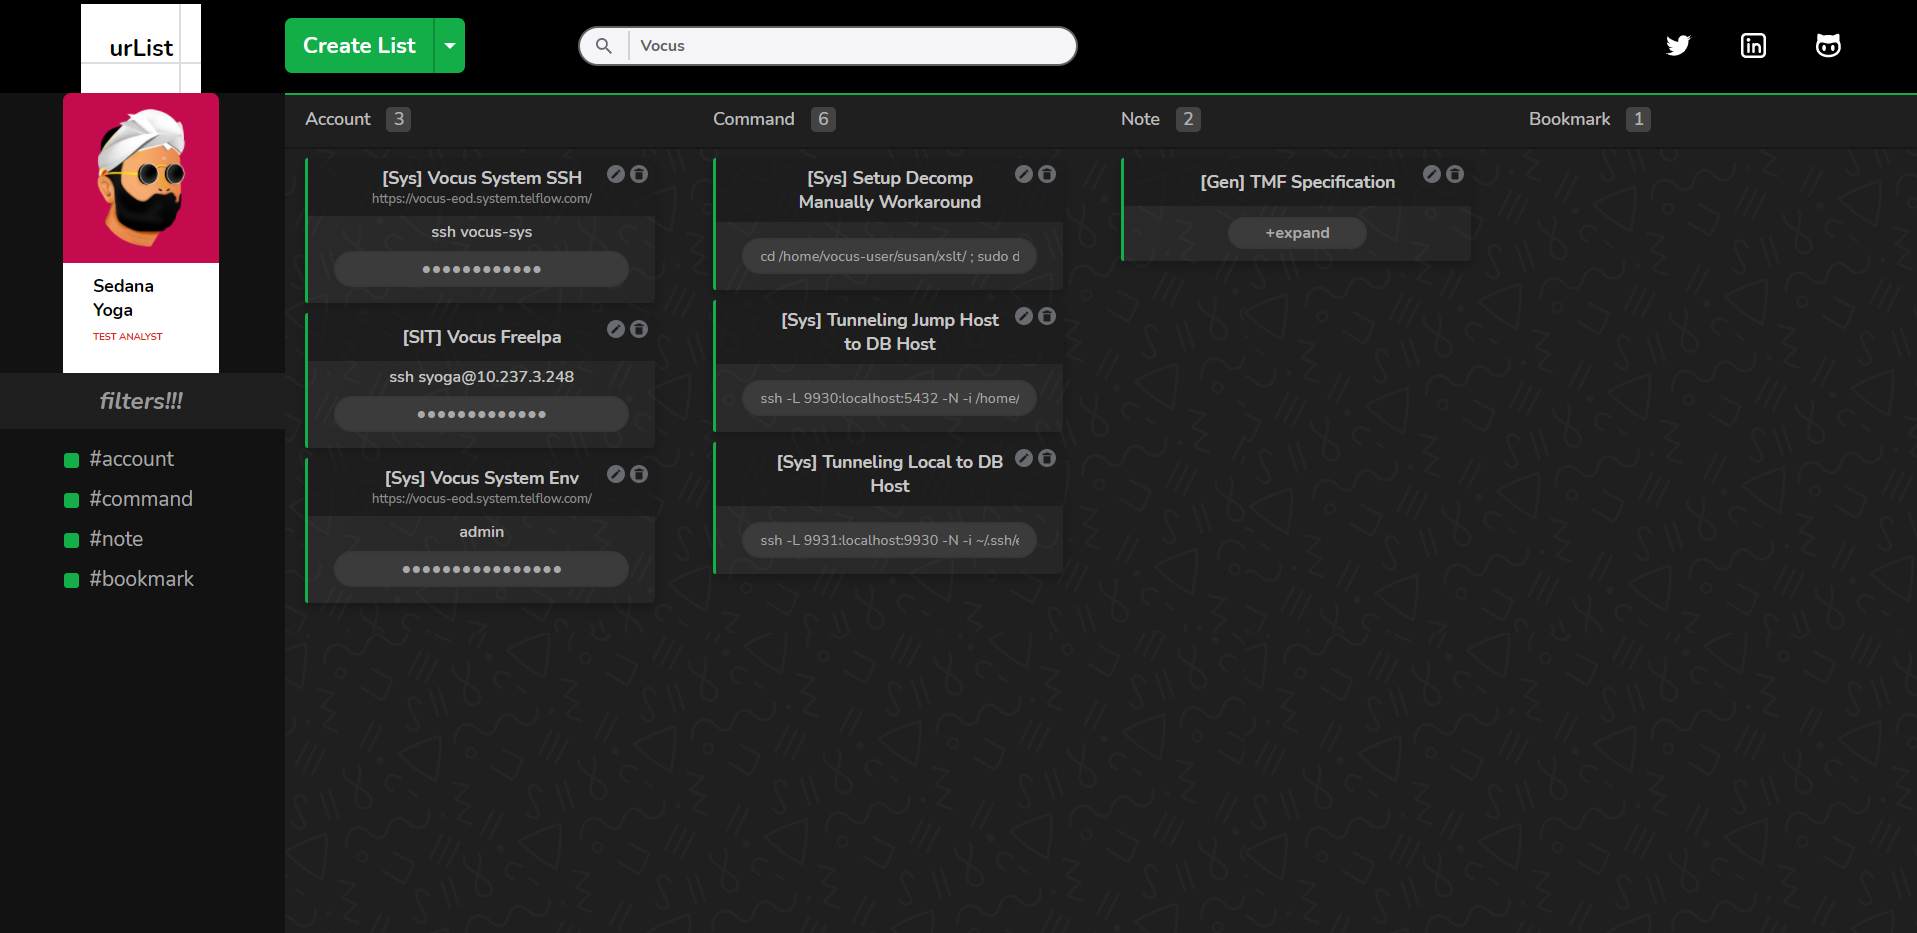 urList
Create List
Vocus
Sedana
Yoga
TEST ANALYST
filters!!!
#account
#command
#note
#bookmark
Account 3
[Sys] Vocus System SSH
https://vocus-eod.system.telflow.com/
ssh vocus-sys
••••••••••••
[SIT] Vocus FreeIpa
ssh syoga@10.237.3.248
•••••••••••••
[Sys] Vocus System Env
https://vocus-eod.system.telflow.com/
admin
••••••••••••••••
Command 6
[Sys] Setup Decomp
Manually Workaround
cd /home/vocus-user/susan/xslt/ ; sudo d
[Sys] Tunneling Jump Host
to DB Host
ssh -L 9930:localhost:5432 -N -i /home/
[Sys] Tunneling Local to DB
Host
ssh -L 9931:localhost:9930 -N -i ~/.ssh/e
Note 2
[Gen] TMF Specification
+expand
Bookmark 1